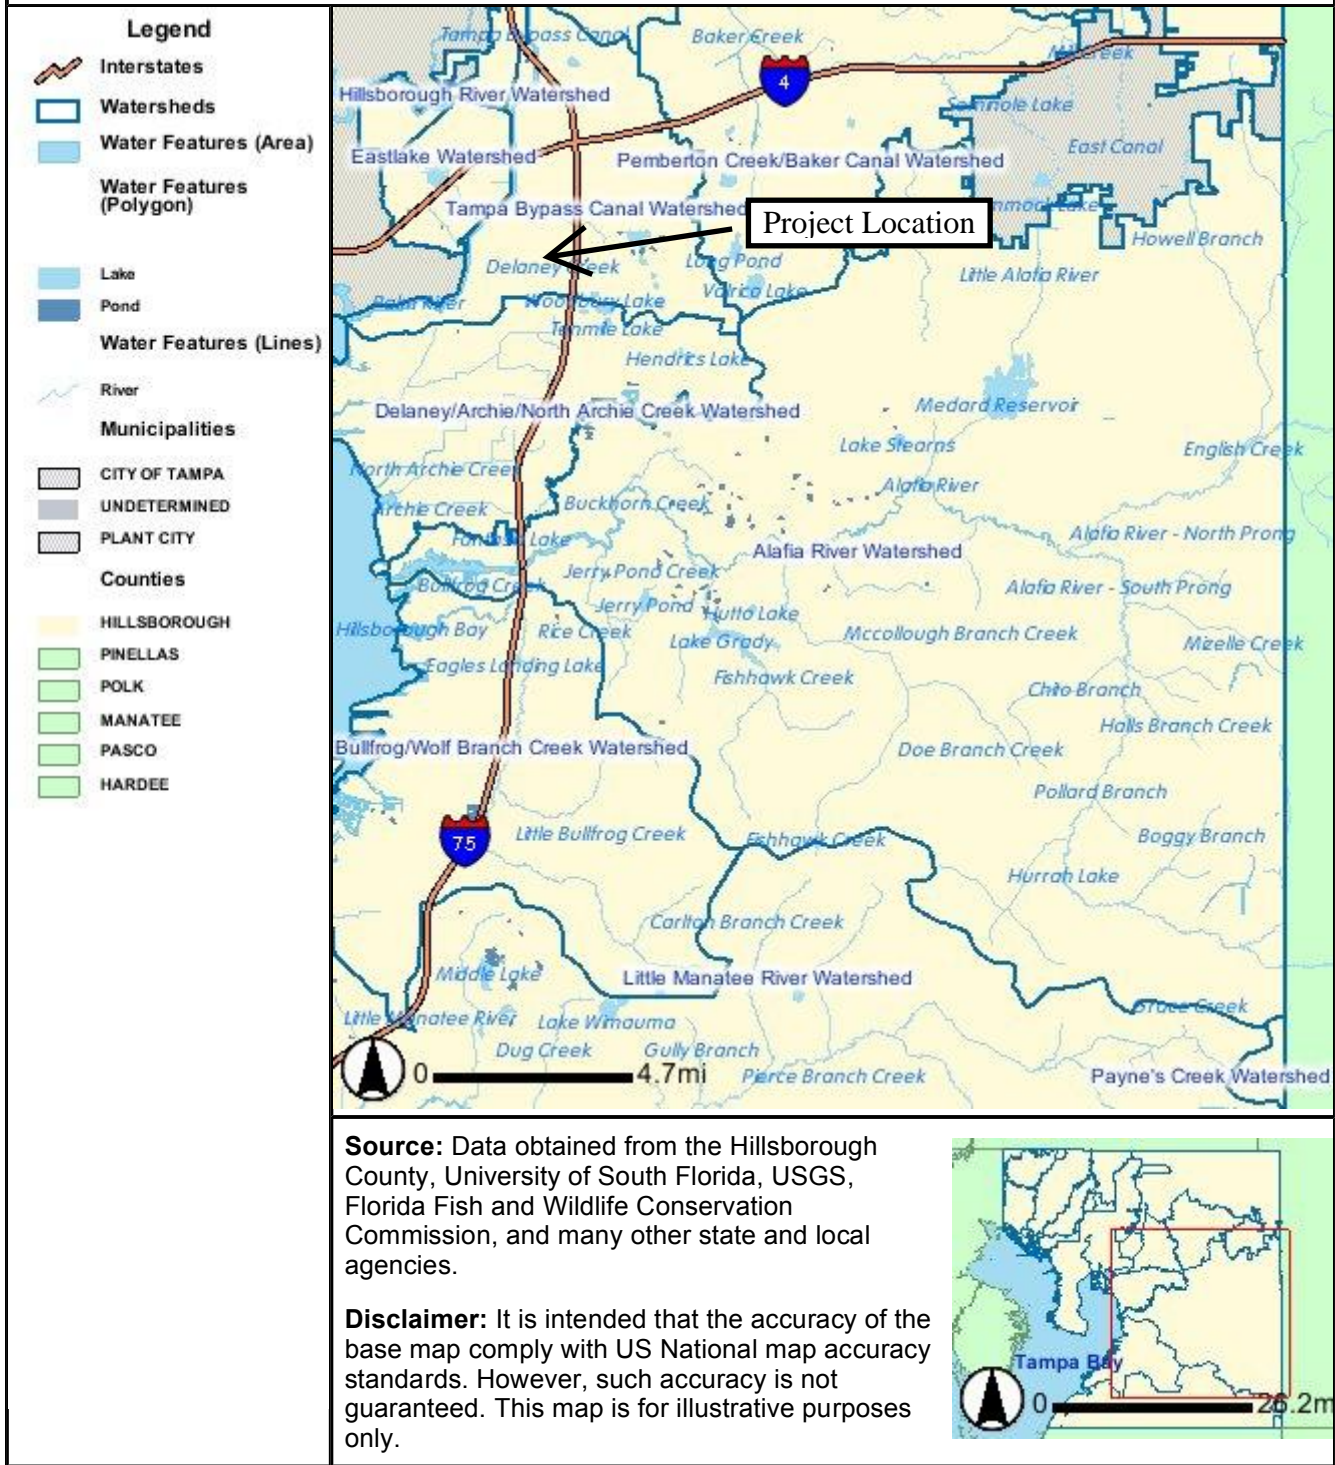 Legend
Interstates
Watersheds
Water Features (Area)
Water Features
(Polygon)
Lake
Pond
Water Features (Lines)
River
Municipalities
CITY OF TAMPA
UNDETERMINED
PLANT CITY
Counties
HILLSBOROUGH
PINELLAS
POLK
MANATEE
PASCO
HARDEE
Tampa Bypass Canal
Baker Creek
Mill Creek
4
Hillsborough River Watershed
Seminole Lake
East Canal
Eastlake Watershed
Pemberton Creek/Baker Canal Watershed
Tampa Bypass Canal Watershed
Project Location
Lake
Howell Branch
Delaney Creek
Long Pond
Little Alafia River
Valrico Lake
Palm River
Woodbury Lake
Tenmile Lake
Hendrics Lake
Medard Reservoir
Delaney/Archie/North Archie Creek Watershed
Lake Stearns
English Creek
North Archie Creek
Alafia River
Archie Creek
Buckhorn Creek
Fantasy Lake
Alafia River - North Prong
Alafia River Watershed
Jerry Pond Creek
Bullfrog Creek
Alafia River - South Prong
Jerry Pond
Hutto Lake
Hillsborough Bay
Rice Creek
Lake Grady
Mccollough Branch Creek
Mizelle Creek
Eagles Landing Lake
Fishhawk Creek
Chito Branch
Halls Branch Creek
Bullfrog/Wolf Branch Creek Watershed
Doe Branch Creek
Pollard Branch
75
Little Bullfrog Creek
Fishhawk Creek
Boggy Branch
Hurrah Lake
Carlton Branch Creek
Middle Lake
Little Manatee River Watershed
Grace Creek
Little Manatee River
Lake Wimauma
Dug Creek
Gully Branch
0
4.7mi
Pierce Branch Creek
Payne's Creek Watershed
Source: Data obtained from the Hillsborough
County, University of South Florida, USGS,
Florida Fish and Wildlife Conservation
Commission, and many other state and local
agencies.
Disclaimer: It is intended that the accuracy of the
base map comply with US National map accuracy
standards. However, such accuracy is not
guaranteed. This map is for illustrative purposes
only.
Tampa Bay
0
26.2m